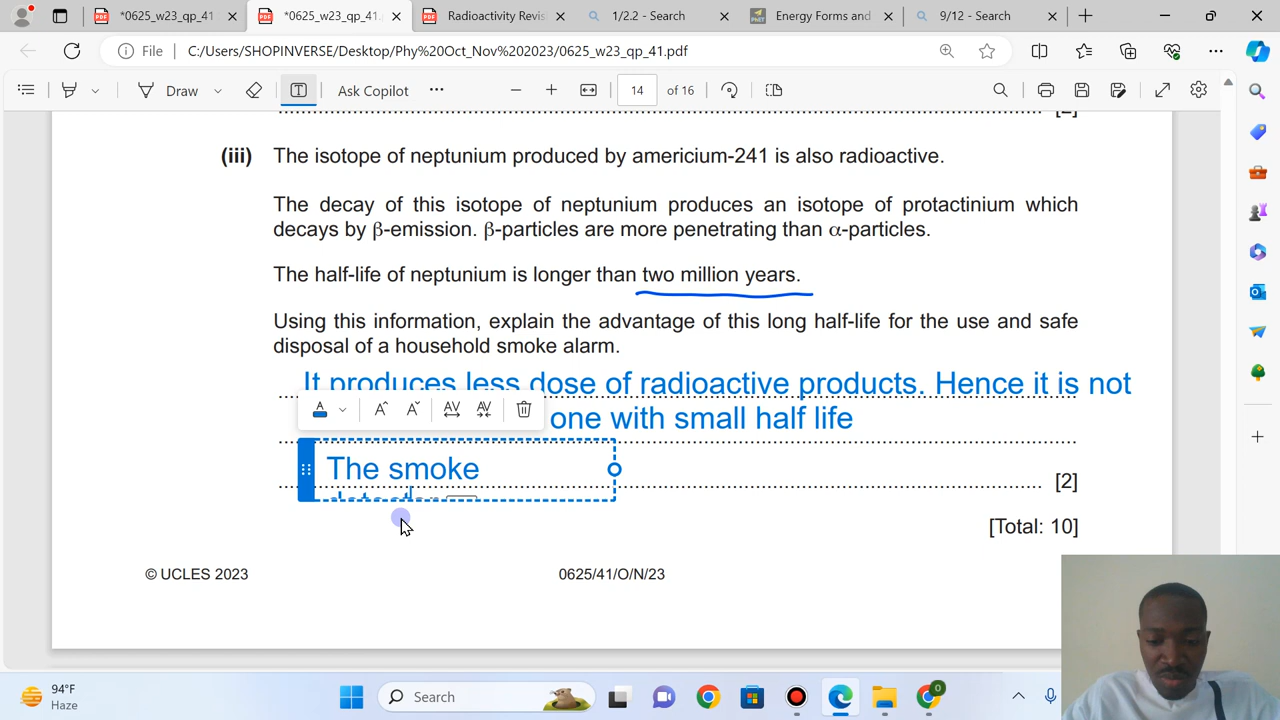 *0625_w23_qp_41
*0625_w23_qp_41.
Radioactivity Revis
1/2.2 - Search
Energy Forms and
9/12 - Search
File
C:/Users/SHOPINVERSE/Desktop/Phy%20Oct_Nov%202023/0625_w23_qp_41.pdf
Draw
Ask Copilot
14 of 16
(iii) The isotope of neptunium produced by americium-241 is also radioactive.
The decay of this isotope of neptunium produces an isotope of protactinium which
decays by β-emission. β-particles are more penetrating than α-particles.
The half-life of neptunium is longer than two million years.
Using this information, explain the advantage of this long half-life for the use and safe
disposal of a household smoke alarm.
It produces less dose of radioactive products. Hence it is not
one with small half life
The smoke
[2]
[Total: 10]
© UCLES 2023
0625/41/O/N/23
94°F
Haze
Search